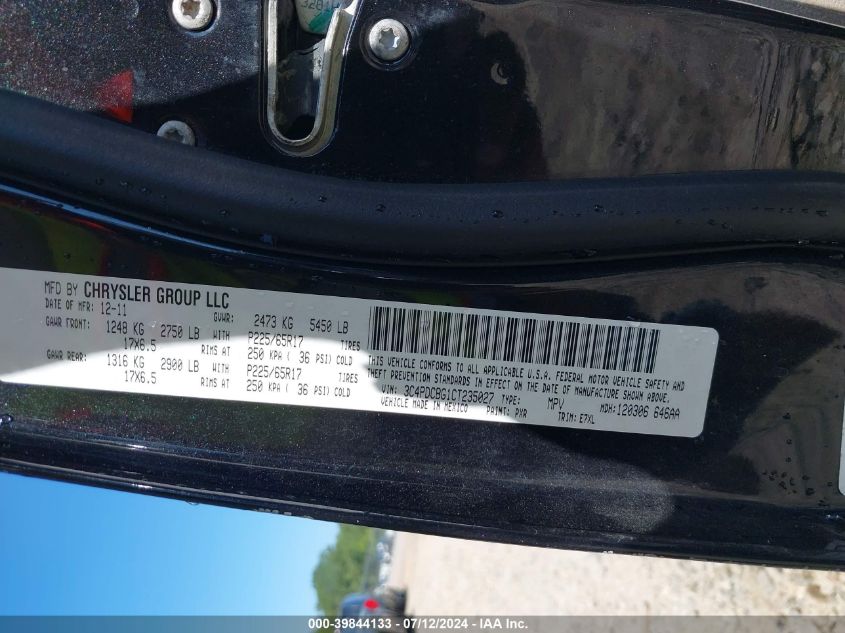 MFD BY CHRYSLER GROUP LLC
DATE OF MFR: 12-11 GVWR: 2473 KG 5450 LB
GAWR FRONT: 1248 KG 2750 LB WITH P225/65R17 TIRES
17X6.5 RIMS AT 250 KPA ( 36 PSI) COLD
GAWR REAR: 1316 KG 2900 LB WITH P225/65R17 TIRES
17X6.5 RIMS AT 250 KPA ( 36 PSI) COLD
THIS VEHICLE CONFORMS TO ALL APPLICABLE U.S.A. FEDERAL MOTOR VEHICLE SAFETY AND
THEFT PREVENTION STANDARDS IN EFFECT ON THE DATE OF MANUFACTURE SHOWN ABOVE.
VIN: 3C4PDCBG1CT235027 TYPE: MPV MDH: 120306 646AA
VEHICLE MADE IN MEXICO PAINT: PXR TRIM: E7XL
000-39844133 - 07/12/2024 - IAA Inc.